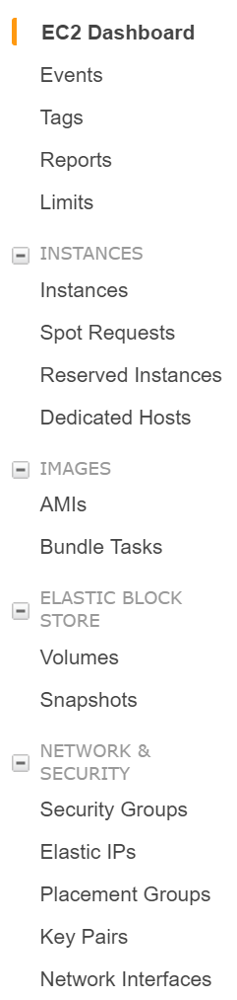 EC2 Dashboard
Events
Tags
Reports
Limits
INSTANCES
Instances
Spot Requests
Reserved Instances
Dedicated Hosts
IMAGES
AMIs
Bundle Tasks
ELASTIC BLOCK
STORE
Volumes
Snapshots
NETWORK &
SECURITY
Security Groups
Elastic IPs
Placement Groups
Key Pairs
Network Interfaces